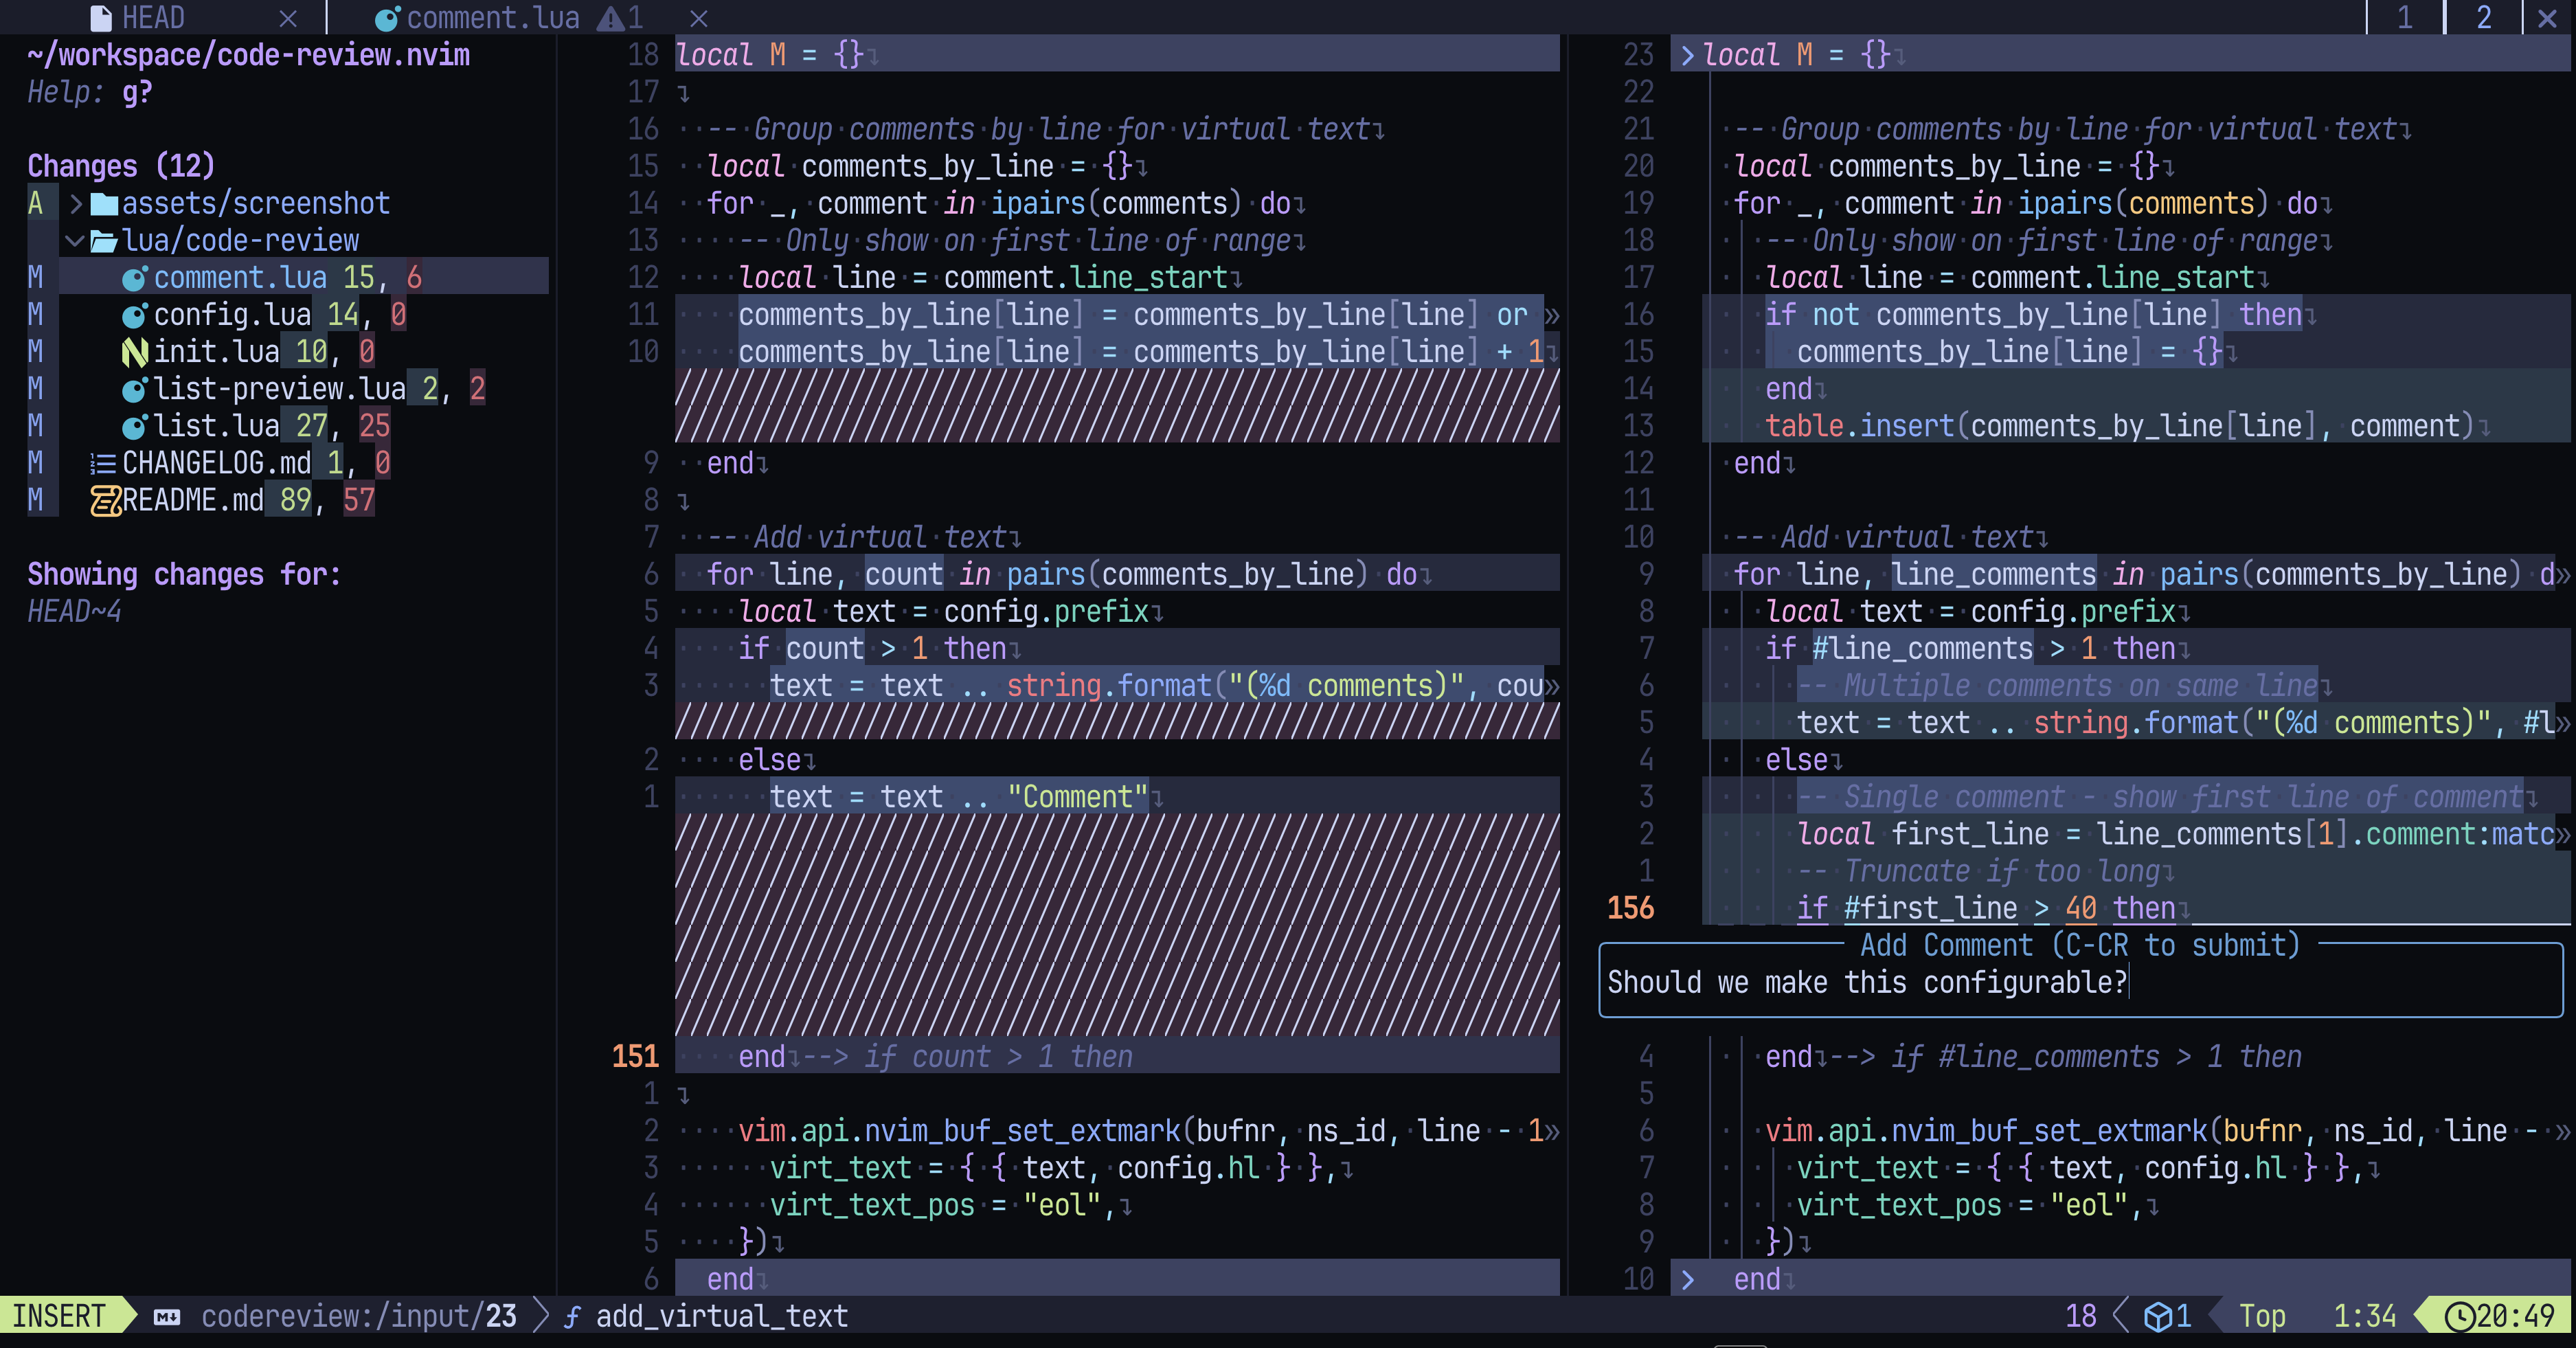 HEAD × comment.lua 1 × 1 2 ×
~/workspace/code-review.nvim
Help: g?
Changes (12)
A > assets/screenshot
lua/code-review
M comment.lua 15, 6
M config.lua 14, 0
M init.lua 10, 0
M list-preview.lua 2, 2
M list.lua 27, 25
M CHANGELOG.md 1, 0
M README.md 89, 57
Showing changes for:
HEAD~4
18 local M = {}
17
16 -- Group comments by line for virtual text
15 local comments_by_line = {}
14 for _, comment in ipairs(comments) do
13 -- Only show on first line of range
12 local line = comment.line_start
11 comments_by_line[line] = comments_by_line[line] or »
10 comments_by_line[line] = comments_by_line[line] + 1
9 end
8
7 -- Add virtual text
6 for line, count in pairs(comments_by_line) do
5 local text = config.prefix
4 if count > 1 then
3 text = text .. string.format("(%d comments)", cou»
2 else
1 text = text .. "Comment"
151 end --> if count > 1 then
1
2 vim.api.nvim_buf_set_extmark(bufnr, ns_id, line - 1»
3 virt_text = { { text, config.hl } },
4 virt_text_pos = "eol",
5 })
6 end
23 > local M = {}
22
21 -- Group comments by line for virtual text
20 local comments_by_line = {}
19 for _, comment in ipairs(comments) do
18 -- Only show on first line of range
17 local line = comment.line_start
16 if not comments_by_line[line] then
15 comments_by_line[line] = {}
14 end
13 table.insert(comments_by_line[line], comment)
12 end
11
10 -- Add virtual text
9 for line, line_comments in pairs(comments_by_line) d»
8 local text = config.prefix
7 if #line_comments > 1 then
6 -- Multiple comments on same line
5 text = text .. string.format("(%d comments)", #l»
4 else
3 -- Single comment - show first line of comment
2 local first_line = line_comments[1].comment:matc»
1 -- Truncate if too long
156 if #first_line > 40 then
Add Comment (C-CR to submit)
Should we make this configurable?
4 end --> if #line_comments > 1 then
5
6 vim.api.nvim_buf_set_extmark(bufnr, ns_id, line - »
7 virt_text = { { text, config.hl } },
8 virt_text_pos = "eol",
9 })
10 > end
INSERT codereview:/input/23 add_virtual_text 18 1 Top 1:34 20:49